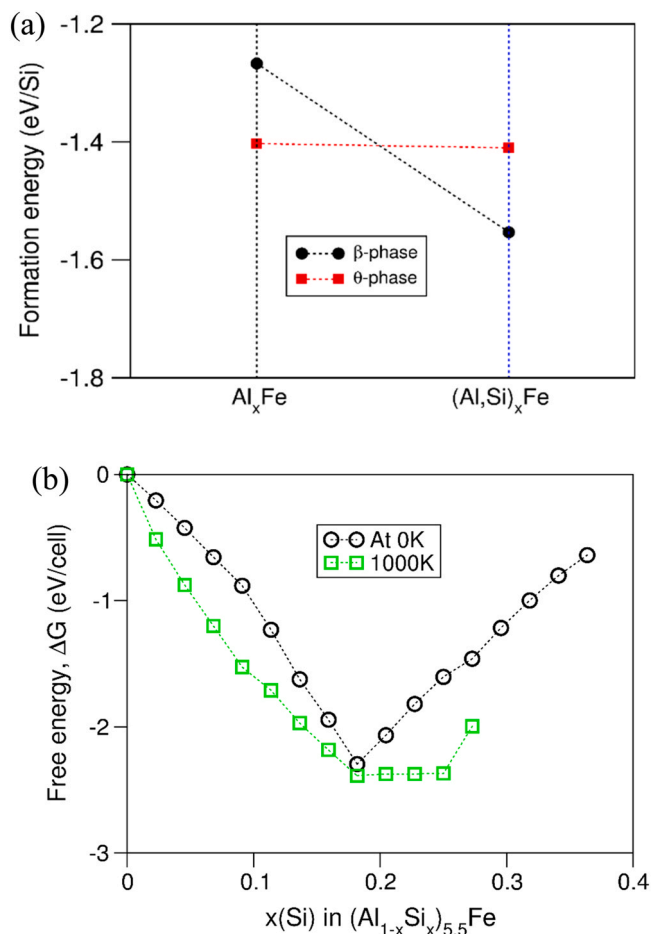 (a)
-1.2
-1.4
-1.6
-1.8
Formation energy (eV/Si)
β-phase
θ-phase
AlₓFe
(Al,Si)ₓFe
(b)
0
-1
-2
-3
Free energy, ΔG (eV/cell)
At 0K
1000K
0 0.1 0.2 0.3 0.4
x(Si) in (Al₁₋ₓSiₓ)₅.₅Fe